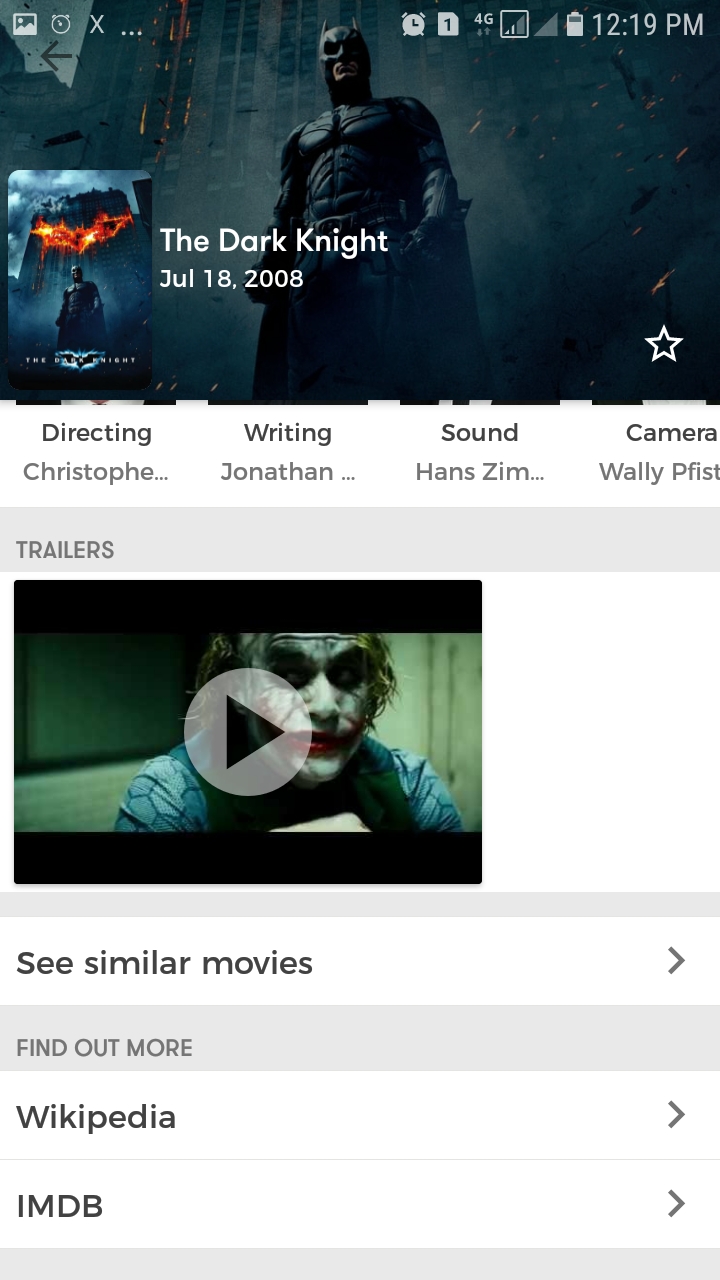 X ... 1 4G 12:19 PM
THE DARK KNIGHT
The Dark Knight
Jul 18, 2008
Directing Writing Sound Camera
Christophe... Jonathan ... Hans Zim... Wally Pfist
TRAILERS
See similar movies
FIND OUT MORE
Wikipedia
IMDB